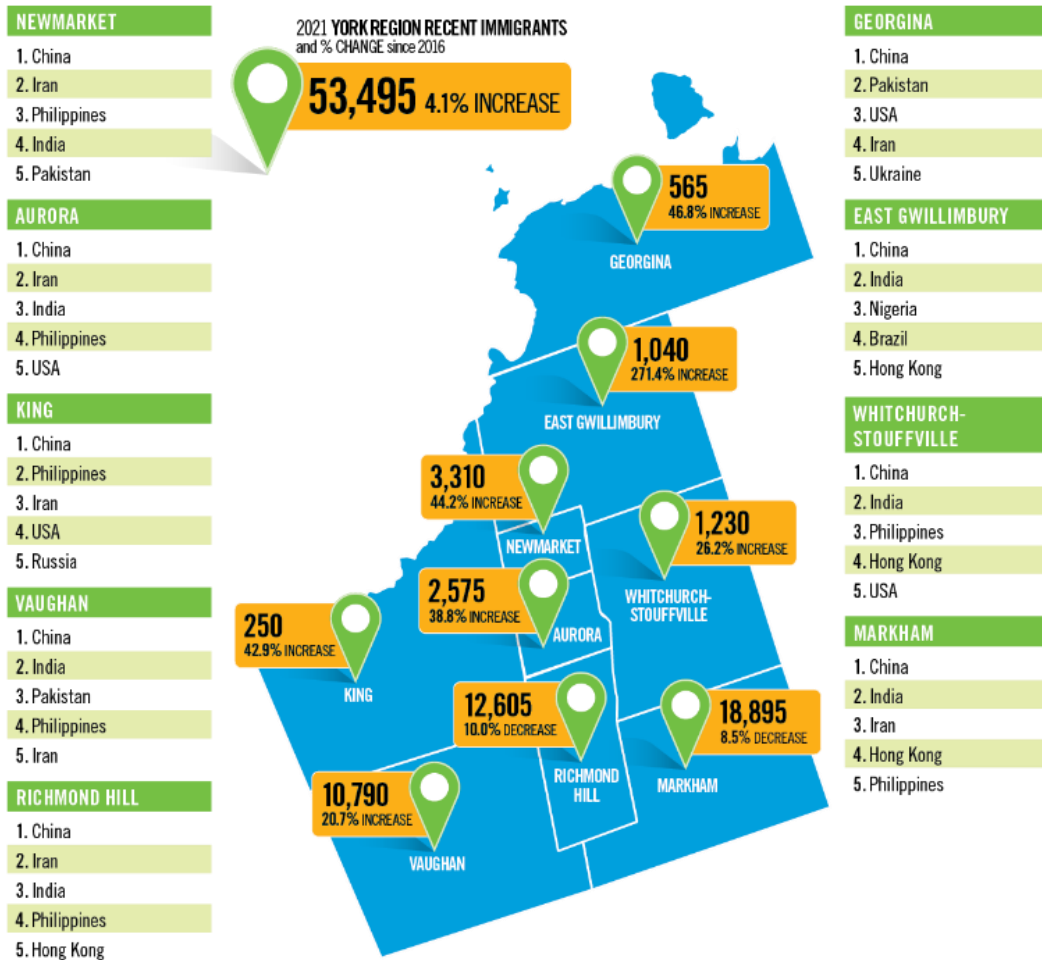 NEWMARKET
1. China
2. Iran
3. Philippines
4. India
5. Pakistan
AURORA
1. China
2. Iran
3. India
4. Philippines
5. USA
KING
1. China
2. Philippines
3. Iran
4. USA
5. Russia
VAUGHAN
1. China
2. India
3. Pakistan
4. Philippines
5. Iran
RICHMOND HILL
1. China
2. Iran
3. India
4. Philippines
5. Hong Kong
2021 YORK REGION RECENT IMMIGRANTS
and % CHANGE since 2016
53,495 4.1% INCREASE
565
46.8% INCREASE
GEORGINA
1,040
271.4% INCREASE
EAST GWILLIMBURY
3,310
44.2% INCREASE
NEWMARKET
1,230
26.2% INCREASE
WHITCHURCH-
STOUFFVILLE
2,575
38.8% INCREASE
AURORA
250
42.9% INCREASE
KING
12,605
10.0% DECREASE
RICHMOND
HILL
18,895
8.5% DECREASE
MARKHAM
10,790
20.7% INCREASE
VAUGHAN
GEORGINA
1. China
2. Pakistan
3. USA
4. Iran
5. Ukraine
EAST GWILLIMBURY
1. China
2. India
3. Nigeria
4. Brazil
5. Hong Kong
WHITCHURCH-
STOUFFVILLE
1. China
2. India
3. Philippines
4. Hong Kong
5. USA
MARKHAM
1. China
2. India
3. Iran
4. Hong Kong
5. Philippines